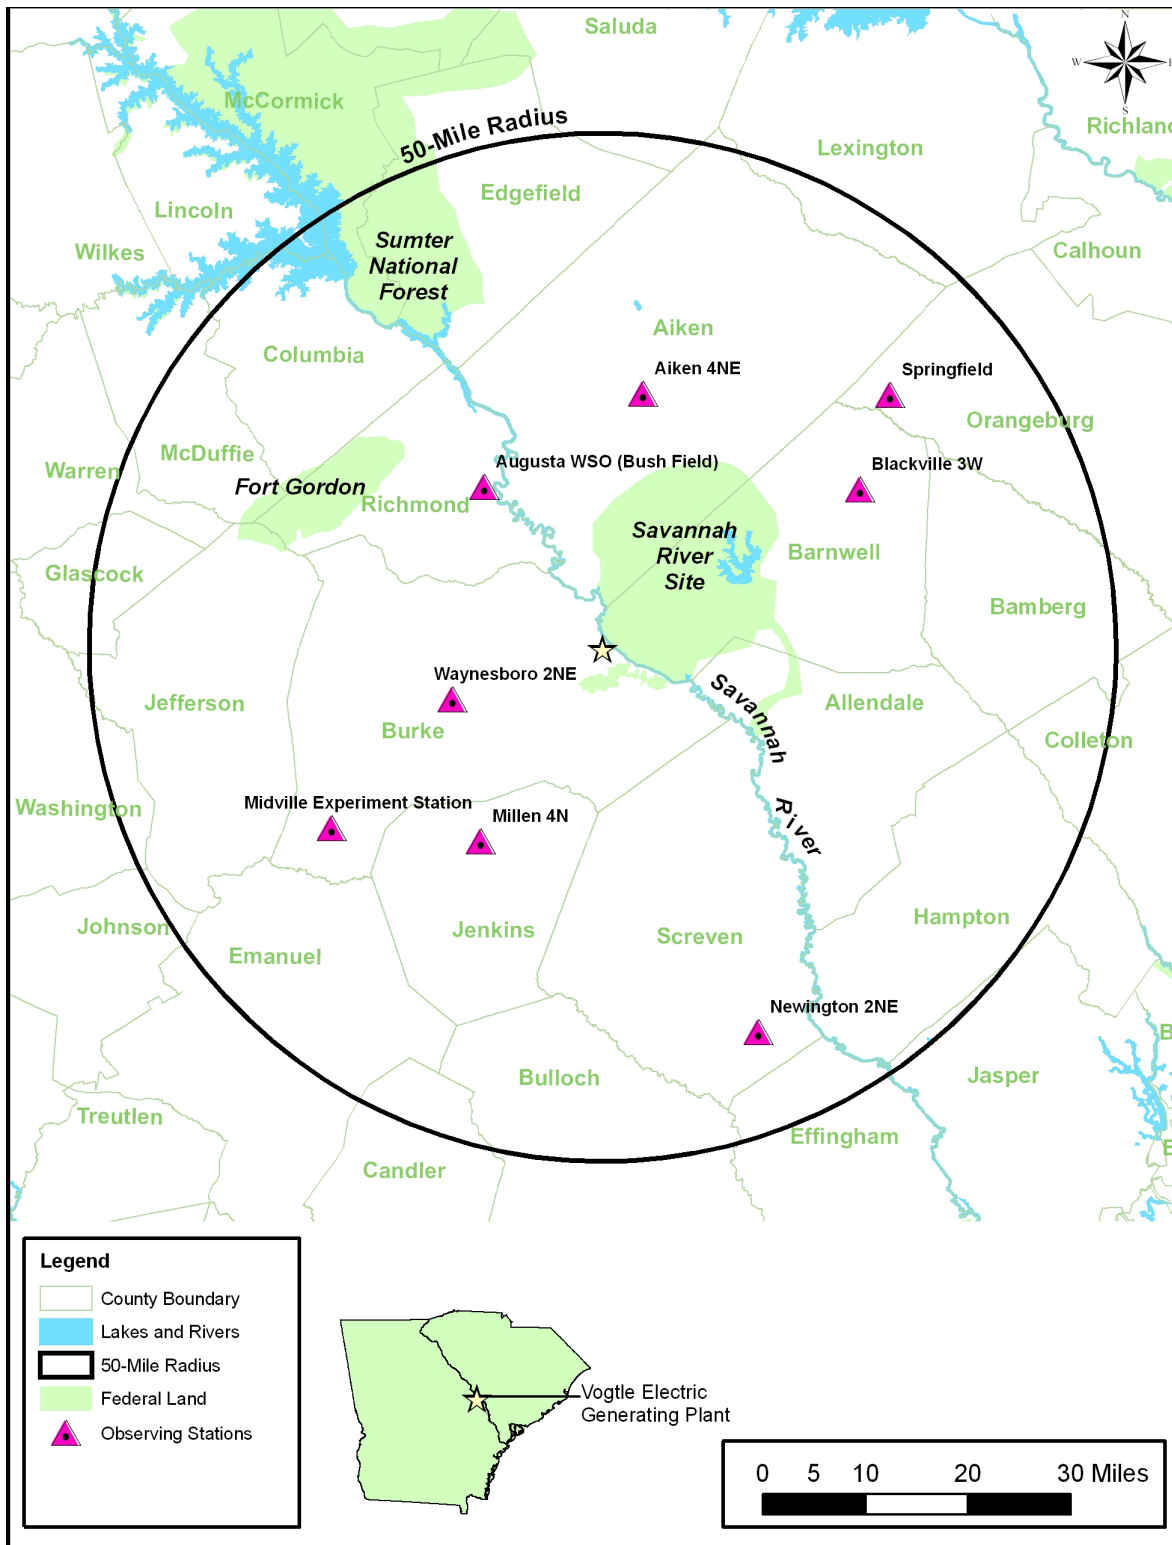 Saluda
N
W
S
McCormick
50-Mile Radius
Richland
Lexington
Edgefield
Lincoln
Sumter
National
Forest
Wilkes
Calhoun
Aiken
Columbia
Aiken 4NE
Springfield
Orangeburg
McDuffie
Augusta WSO (Bush Field)
Blackville 3W
Warren
Fort Gordon
Richmond
Savannah
River
Site
Barnwell
Glascock
Bamberg
Waynesboro 2NE
Savannah
River
Jefferson
Allendale
Burke
Colleton
Midville Experiment Station
Washington
Millen 4N
Hampton
Johnson
Jenkins
Screven
Emanuel
Newington 2NE
B
Bulloch
Jasper
Treutlen
Effingham
E
Candler
Legend
County Boundary
Lakes and Rivers
50-Mile Radius
Federal Land
Observing Stations
Vogtle Electric
Generating Plant
0 5 10 20 30 Miles